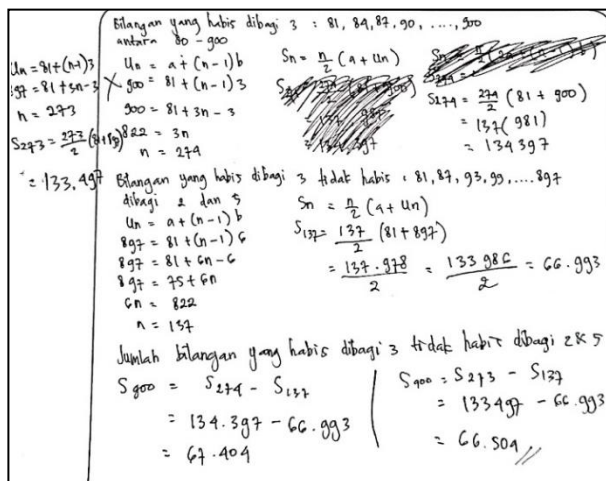 Bilangan yang habis dibagi 3 : 81, 84, 87, 90, ...., 900
antara 80 - 900
Un = a + (n-1) b
900 = 81 + (n-1) 3
900 = 81 + 3n - 3
822 = 3n
n = 274
Sn = n/2 (a + Un)
S274 = 274/2 (81 + 900)
= 137 (981)
= 134 397
Un = 81 + (n-1) 3
897 = 81 + 3n - 3
n = 273
S273 = 273/2
= 133.497
Bilangan yang habis dibagi 3 tidak habis : 81, 87, 93, 99, .... 897
dibagi 2 dan 5
Un = a + (n-1) b
897 = 81 + (n-1) 6
897 = 81 + 6n - 6
897 = 75 + 6n
6n = 822
n = 137
Sn = n/2 (a + Un)
S137 = 137/2 (81 + 897)
= 137.978/2 = 133 986/2 = 66.993
Jumlah bilangan yang habis dibagi 3 tidak habis dibagi 2 & 5
S900 = S274 - S137
= 134.397 - 66.993
= 67.404
S900 = S273 - S137
= 133 497 - 66.993
= 66.504 //